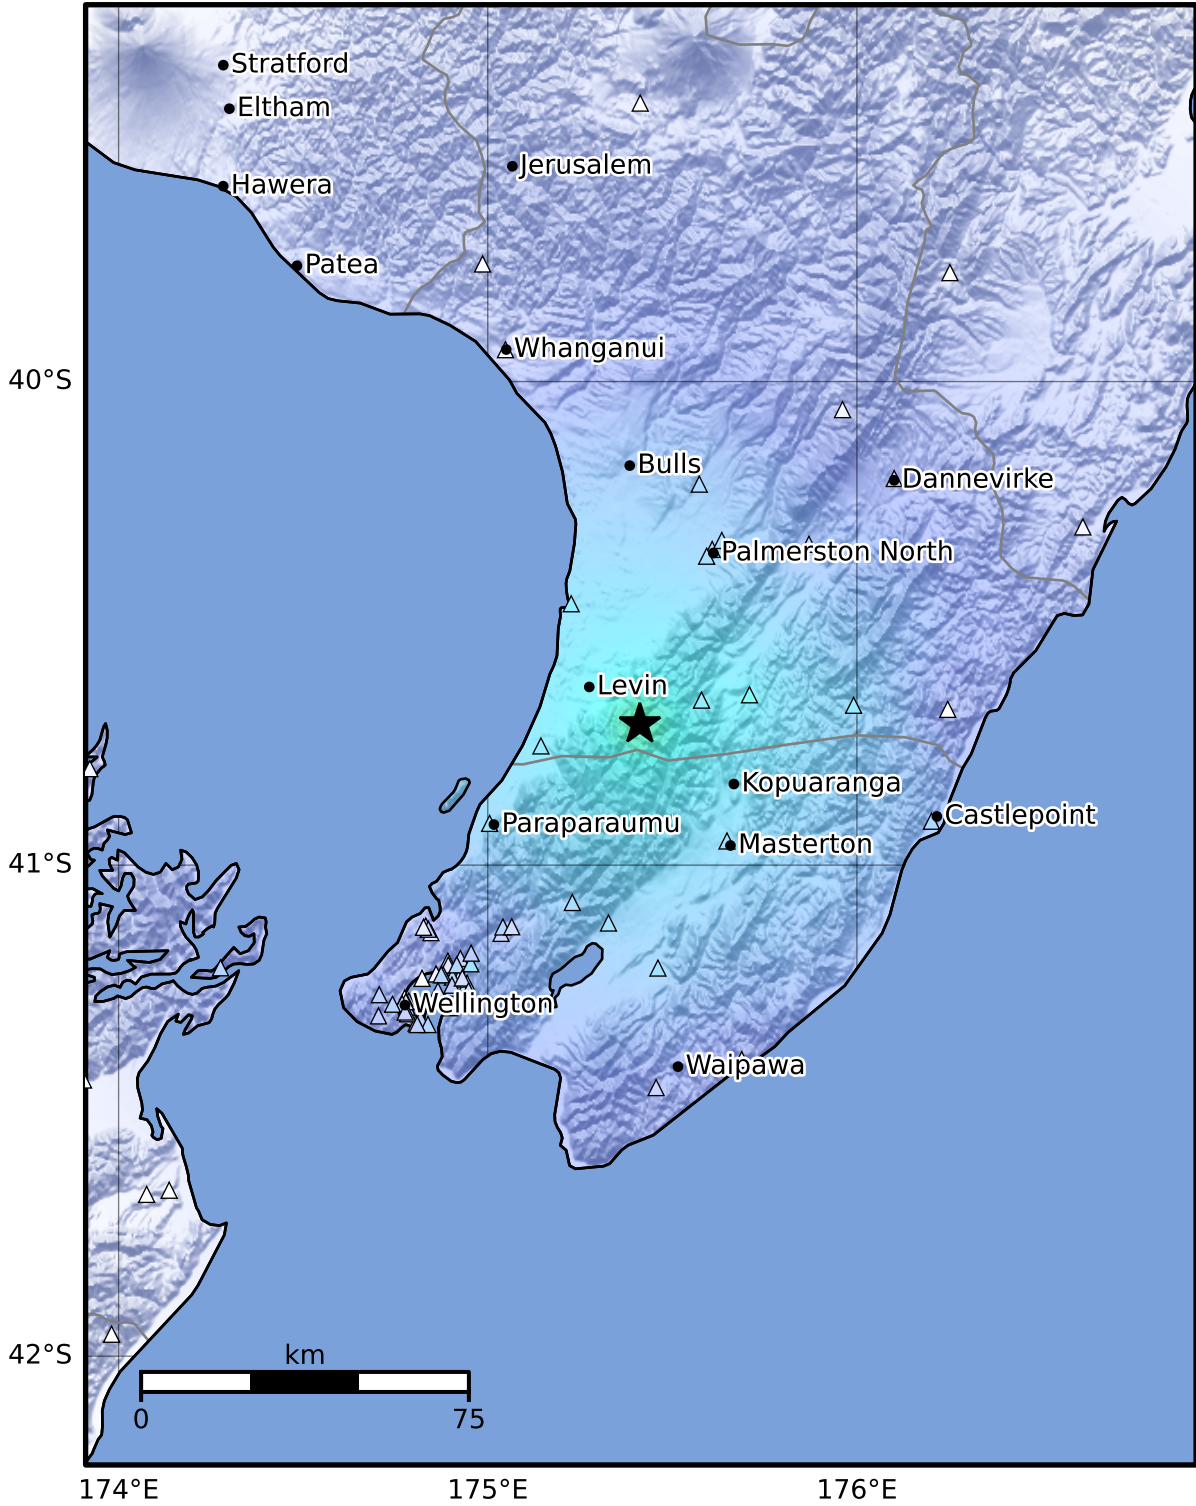 Stratford
Eltham
Jerusalem
Hawera
Patea
Whanganui
40°S
Bulls
Dannevirke
Palmerston North
Levin
Kopuaranga
Castlepoint
Paraparaumu
Masterton
41°S
Wellington
Waipawa
42°S
km
0
75
174°E
175°E
176°E